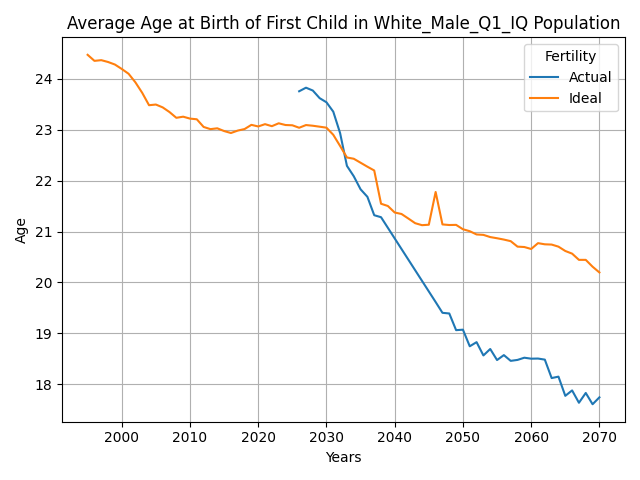 Average Age at Birth of First Child in White_Male_Q1_IQ Population
Fertility
Actual
Ideal
Age
24
23
22
21
20
19
18
2000 2010 2020 2030 2040 2050 2060 2070
Years